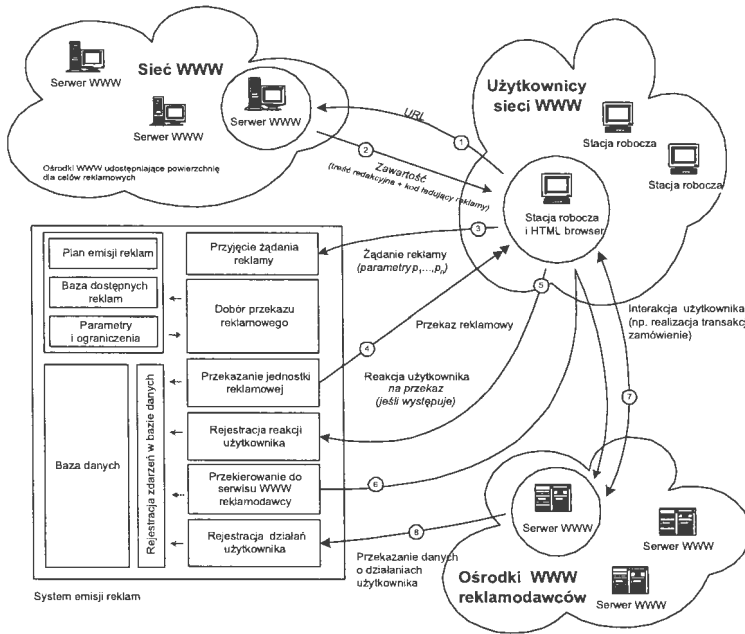 Sieć WWW
Serwer WWW
Serwer WWW
Serwer WWW
Ośrodki WWW udostępniające powierzchnię
dla celów reklamowych
Użytkownicy
sieci WWW
Stacja robocza
Stacja robocza
Stacja robocza
i HTML browser
URL
1
2
Zawartość
(treść redakcyjna + kod ładujący reklamy)
3
Żądanie reklamy
(parametry p₁,...,pₙ)
5
Przekaz reklamowy
4
Reakcja użytkownika
na przekaz
(jeśli występuje)
Interakcja użytkownika
(np. realizacja transakcj
zamówienie)
7
6
8
Przekazanie danych
o działaniach
użytkownika
Plan emisji reklam
Baza dostępnych
reklam
Parametry
i ograniczenia
Przyjęcie żądania
reklamy
Dobór przekazu
reklamowego
Przekazanie jednostki
reklamowej
Rejestracja reakcji
użytkownika
Przekierowanie do
serwisu WWW
reklamodawcy
Rejestracja działań
użytkownika
Baza danych
Rejestracja zdarzeń w bazie danych
System emisji reklam
Serwer WWW
Serwer WWW
Serwer WWW
Ośrodki WWW
reklamodawców